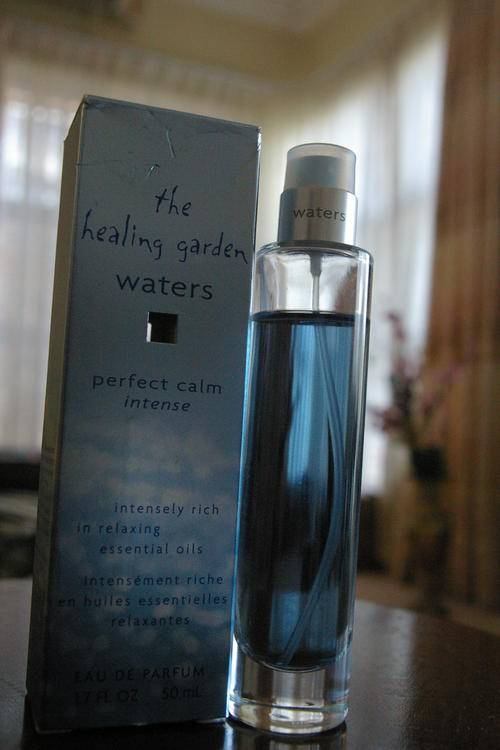 the
healing garden
waters
perfect calm
intense
intensely rich
in relaxing
essential oils
intensément riche
en huiles essentielles
relaxantes
EAU DE PARFUM
1.7 FL OZ 50 mL
waters